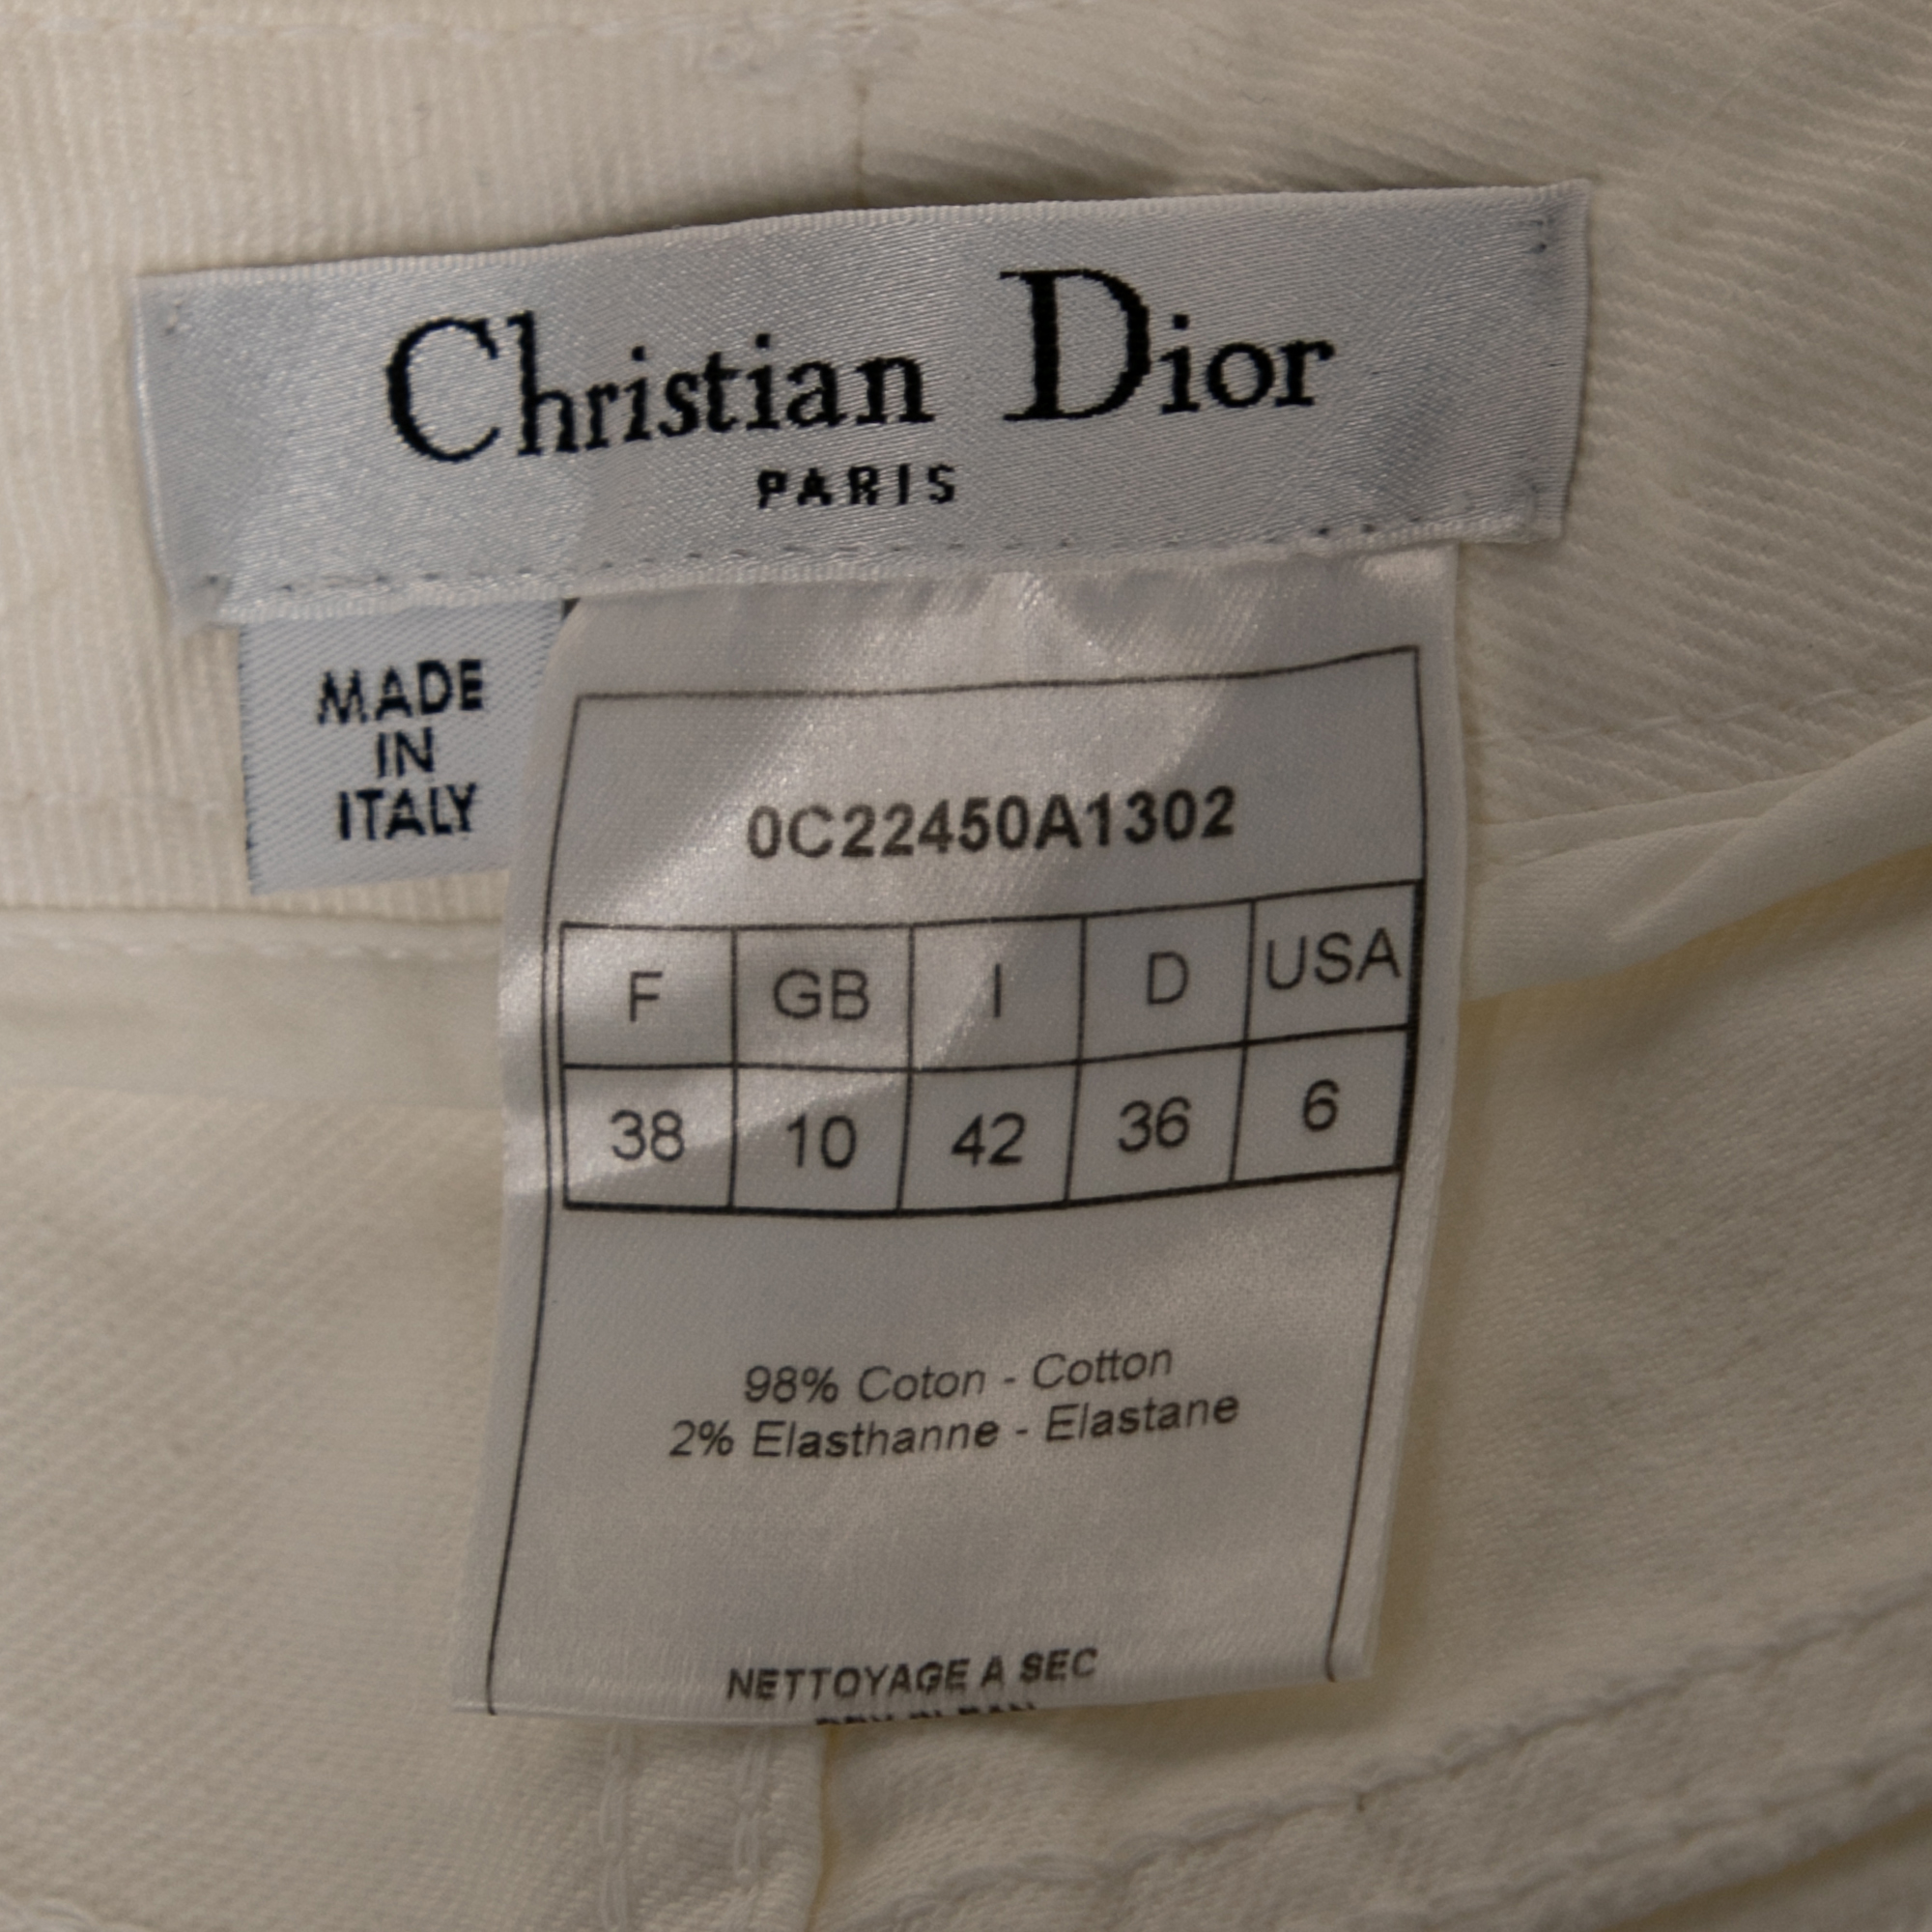 Christian Dior
PARIS
MADE
IN
ITALY
0C22450A1302
F GB I D USA
38 10 42 36 6
98% Coton - Cotton
2% Elasthanne - Elastane
NETTOYAGE A SEC